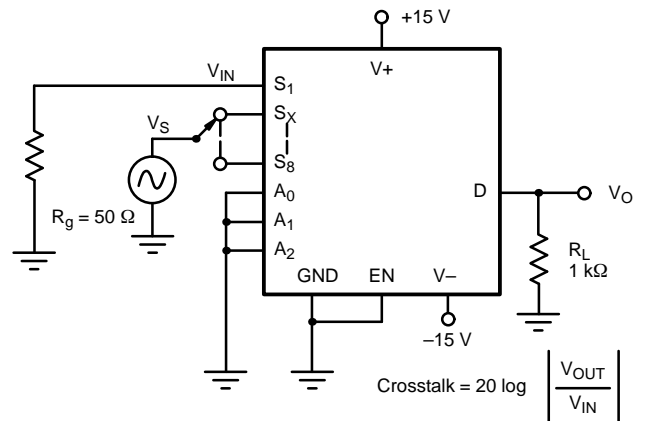 +15 V
V+
VIN
S1
VS
SX
S8
Rg = 50 Ω
A0
A1
A2
D
VO
RL
1 kΩ
GND EN V–
–15 V
Crosstalk = 20 log
VOUT
VIN